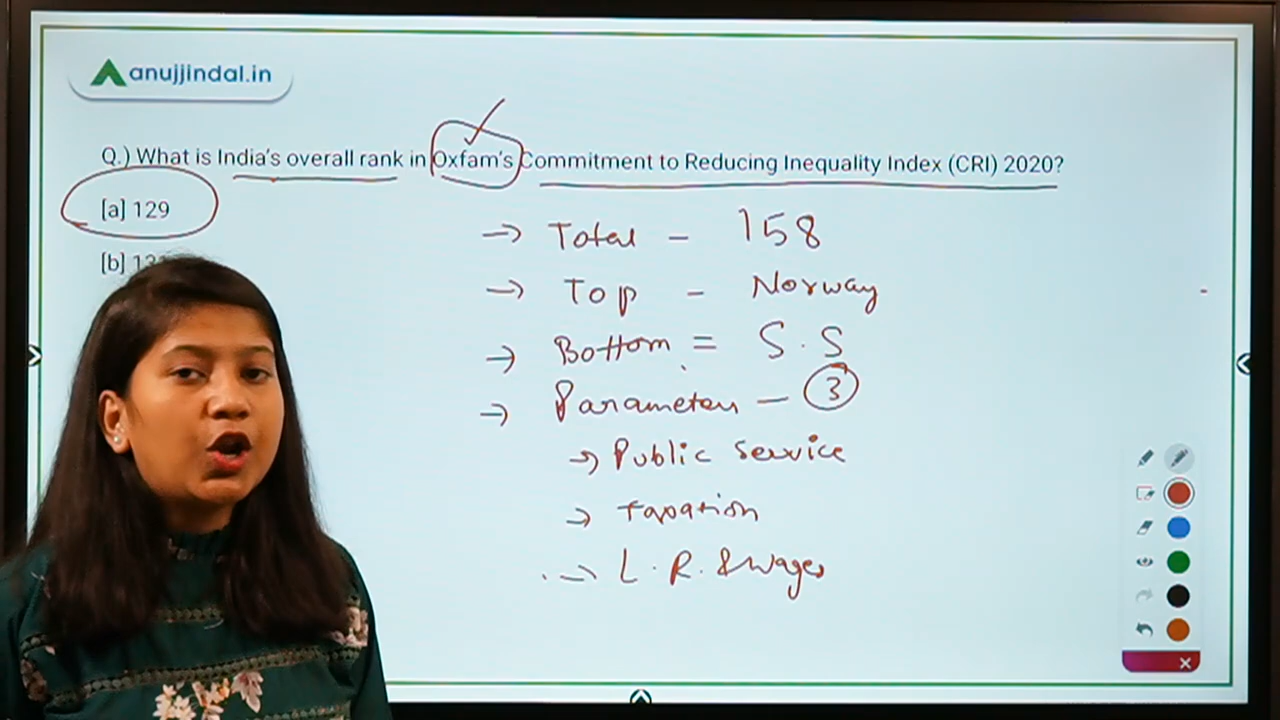 anujjindal.in
Q.) What is India's overall rank in Oxfam's Commitment to Reducing Inequality Index (CRI) 2020?
[a] 129
[b]
→ Total - 158
→ Top - Norway
→ Bottom = S.S
→ Parameters - 3
→ Public service
→ Taxation
→ L.R. & Wages